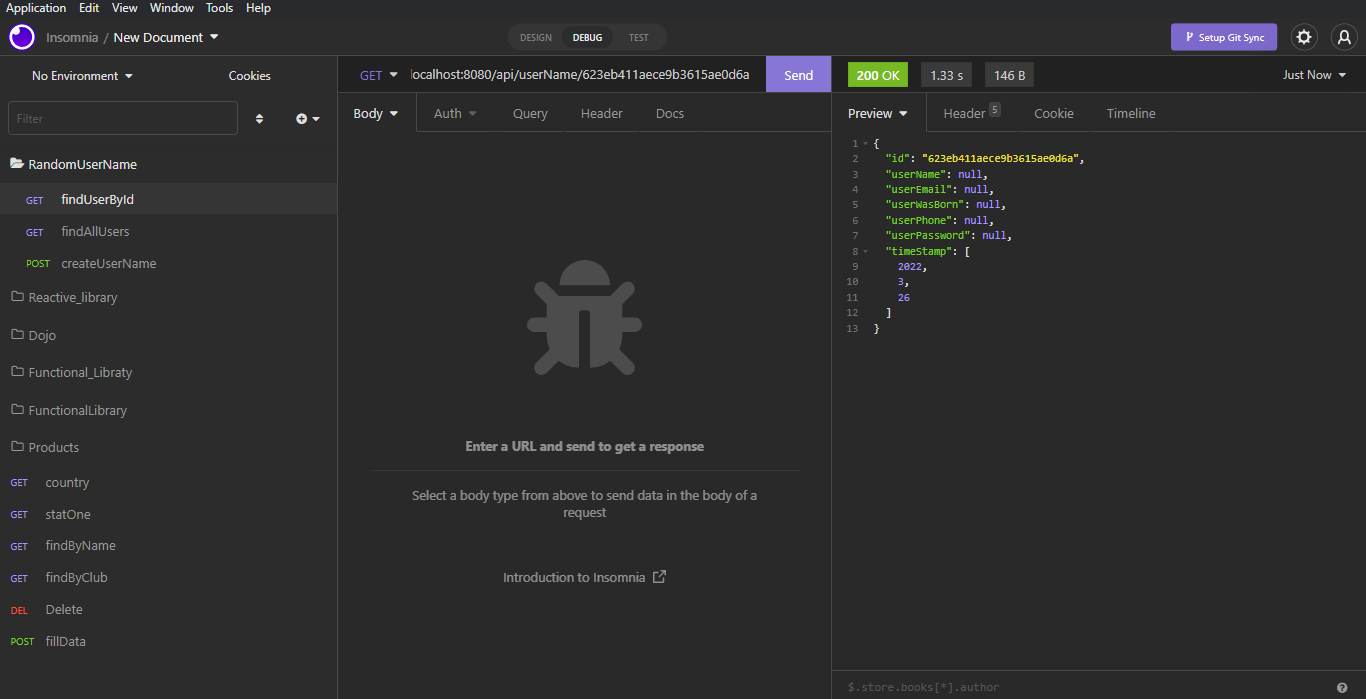 Application Edit View Window Tools Help
Insomnia / New Document
DESIGN DEBUG TEST
Setup Git Sync
No Environment Cookies
Filter
RandomUserName
GET findUserById
GET findAllUsers
POST createUserName
Reactive_library
Dojo
Functional_Libraty
FunctionalLibrary
Products
GET country
GET statOne
GET findByName
GET findByClub
DEL Delete
POST fillData
GET localhost:8080/api/userName/623eb411aece9b3615ae0d6a Send
Body Auth Query Header Docs
Enter a URL and send to get a response
Select a body type from above to send data in the body of a
request
Introduction to Insomnia
200 OK 1.33 s 146 B Just Now
Preview Header 5 Cookie Timeline
1 {
2 "id": "623eb411aece9b3615ae0d6a",
3 "userName": null,
4 "userEmail": null,
5 "userWasBorn": null,
6 "userPhone": null,
7 "userPassword": null,
8 "timeStamp": [
9 2022,
10 3,
11 26
12 ]
13 }
$.store.books[*].author